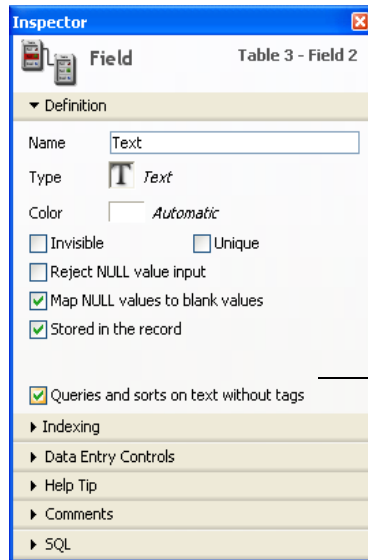 Inspector
Field Table 3 - Field 2
Definition
Name Text
Type T Text
Color Automatic
Invisible Unique
Reject NULL value input
Map NULL values to blank values
Stored in the record
Queries and sorts on text without tags
Indexing
Data Entry Controls
Help Tip
Comments
SQL